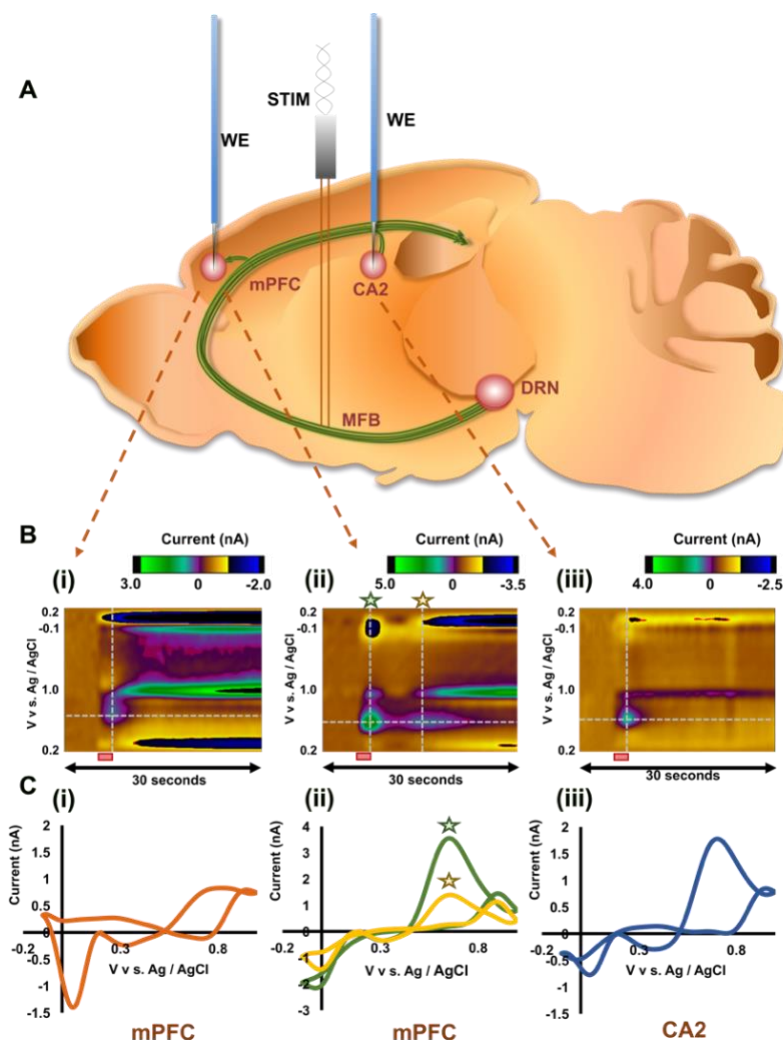 A
STIM
WE
WE
mPFC
CA2
DRN
MFB
B
Current (nA)
Current (nA)
Current (nA)
(i)
3.0
0
-2.0
(ii)
5.0
0
-3.5
(iii)
4.0
0
-2.5
0.2
-0.1
1.0
0.2
V v s. Ag / AgCl
30 seconds
0.2
-0.1
1.0
0.2
V v s. Ag / AgCl
30 seconds
0.2
-0.1
1.0
0.2
V v s. Ag / AgCl
30 seconds
C
(i)
Current (nA)
2
1.5
1
0.5
0
-0.5
-1
-1.5
-0.2
0.3
0.8
V v s. Ag / AgCl
mPFC
(ii)
Current (nA)
5
4
3
2
1
0
-1
-2
-3
-0.2
0.3
0.8
V v s. Ag / AgCl
mPFC
(iii)
Current (nA)
2
1.5
1
0.5
0
-0.5
-1
-1.5
-0.2
0.3
0.8
V v s. Ag / AgCl
CA2